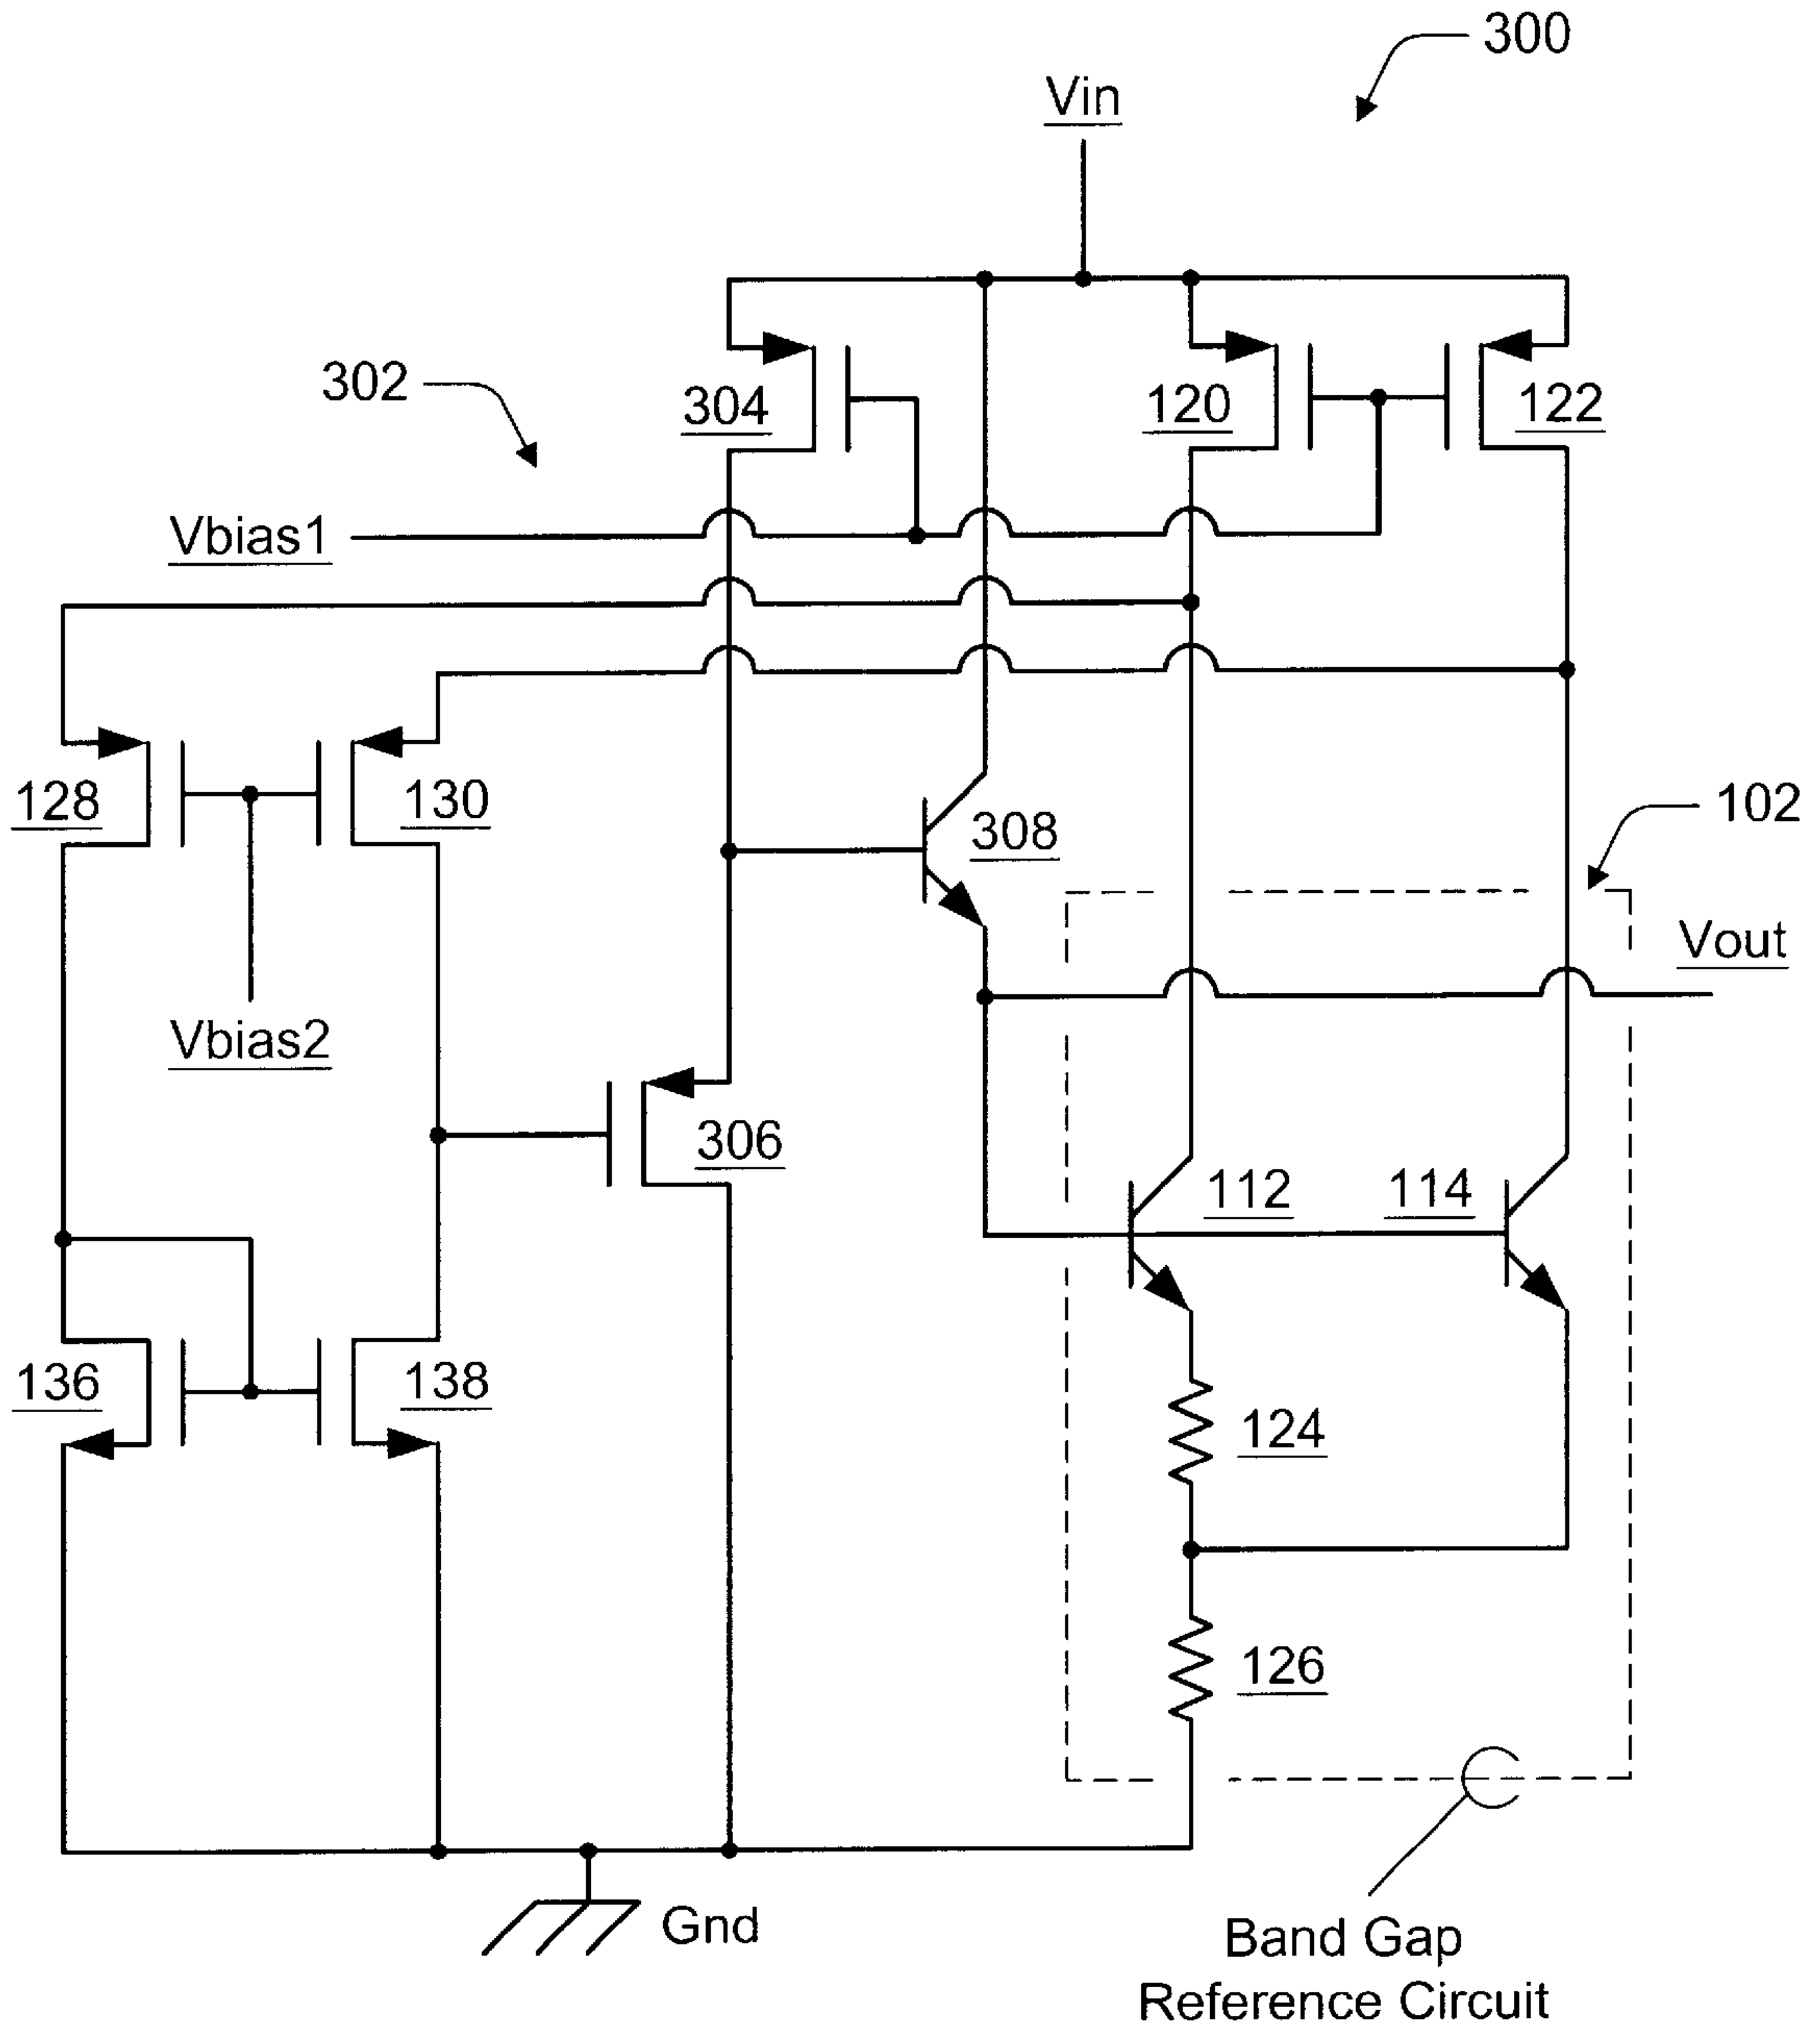 300
Vin
302
304
120
122
Vbias1
128
130
308
102
Vout
Vbias2
306
112
114
136
138
124
126
Gnd
Band Gap
Reference Circuit